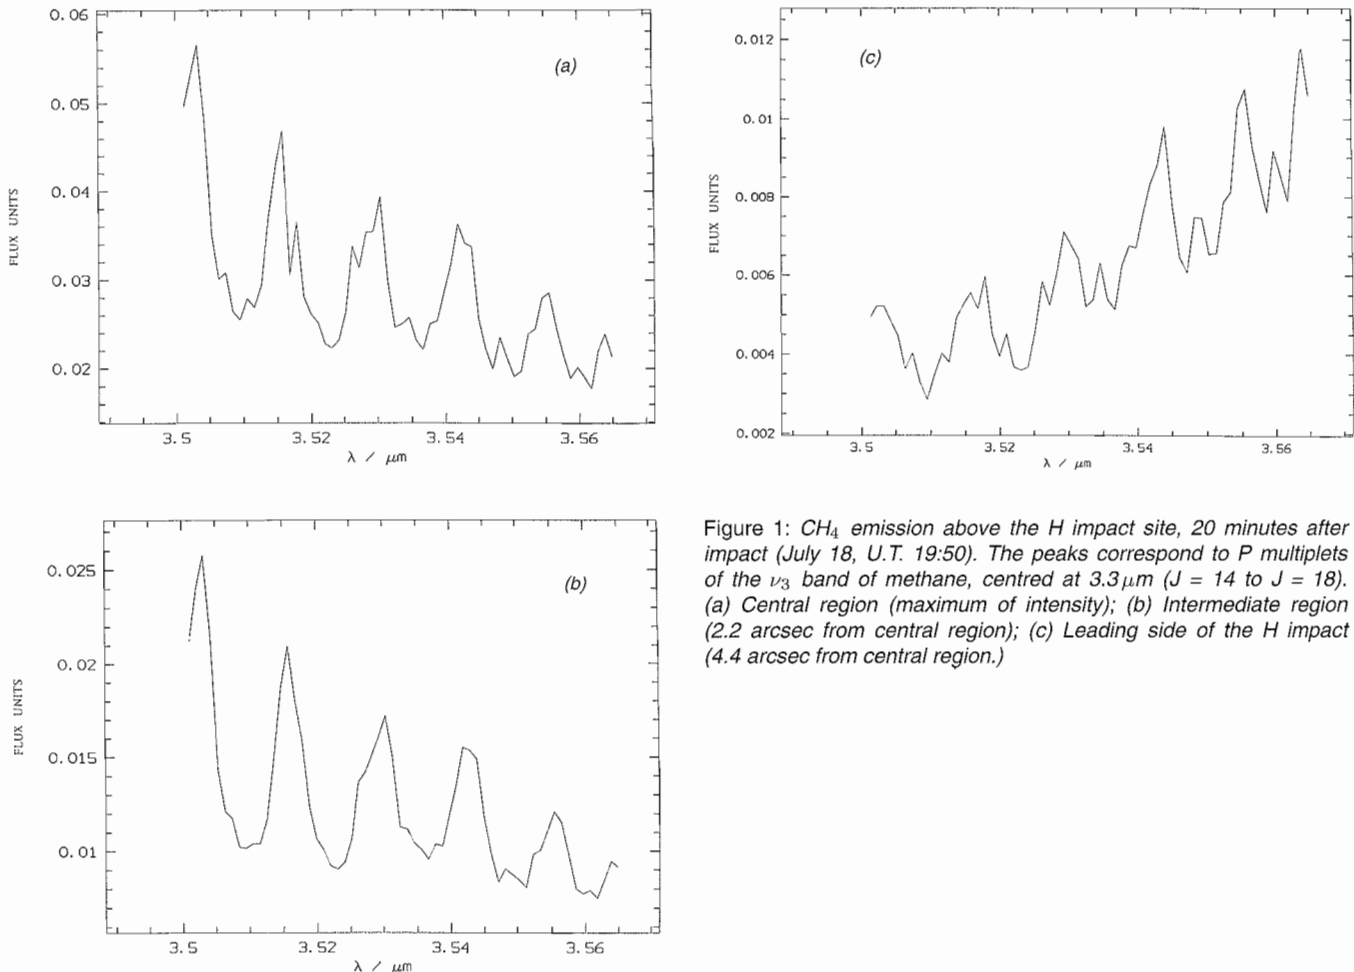 (a)
FLUX UNITS
0.06
0.05
0.04
0.03
0.02
3.5 3.52 3.54 3.56
λ / μm
(c)
FLUX UNITS
0.012
0.01
0.008
0.006
0.004
0.002
3.5 3.52 3.54 3.56
λ / μm
(b)
FLUX UNITS
0.025
0.02
0.015
0.01
3.5 3.52 3.54 3.56
λ / μm
Figure 1: CH₄ emission above the H impact site, 20 minutes after
impact (July 18, U.T. 19:50). The peaks correspond to P multiplets
of the ν₃ band of methane, centred at 3.3 μm (J = 14 to J = 18).
(a) Central region (maximum of intensity); (b) Intermediate region
(2.2 arcsec from central region); (c) Leading side of the H impact
(4.4 arcsec from central region.)